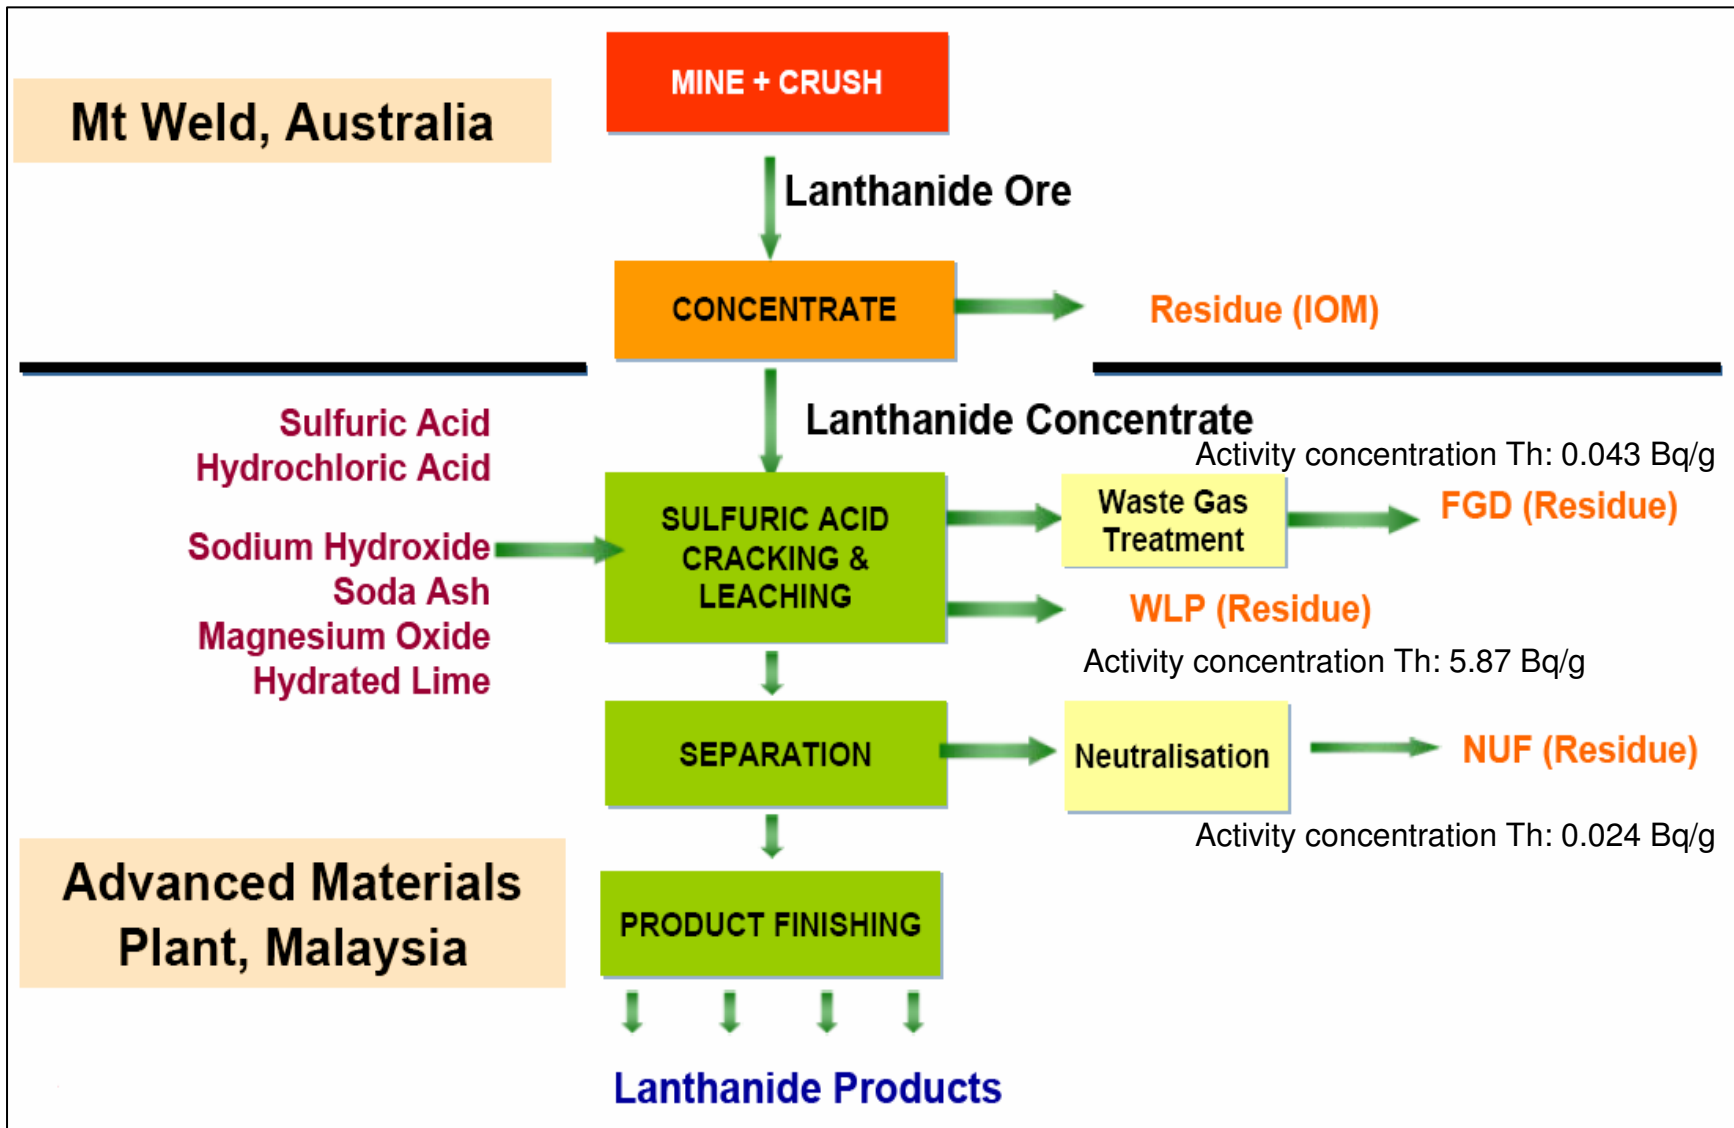 MINE + CRUSH
Mt Weld, Australia
Lanthanide Ore
CONCENTRATE
Residue (IOM)
Lanthanide Concentrate
Sulfuric Acid
Hydrochloric Acid
Sodium Hydroxide
Soda Ash
Magnesium Oxide
Hydrated Lime
SULFURIC ACID
CRACKING &
LEACHING
Activity concentration Th: 0.043 Bq/g
Waste Gas
Treatment
FGD (Residue)
WLP (Residue)
Activity concentration Th: 5.87 Bq/g
SEPARATION
Neutralisation
NUF (Residue)
Activity concentration Th: 0.024 Bq/g
Advanced Materials
Plant, Malaysia
PRODUCT FINISHING
Lanthanide Products